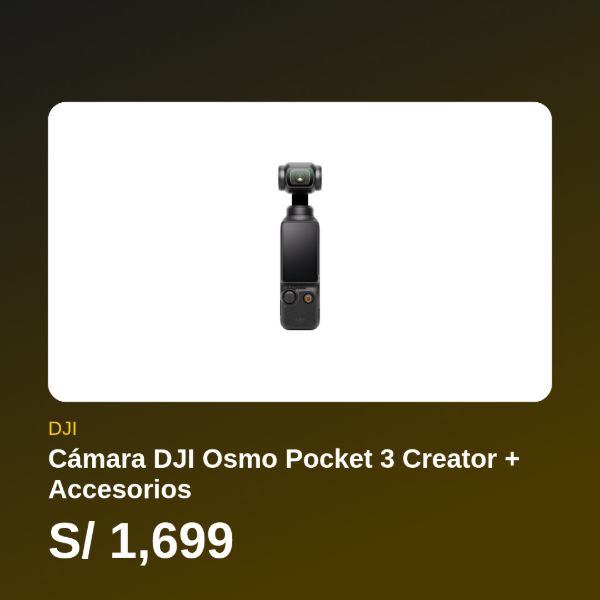 DJI
Cámara DJI Osmo Pocket 3 Creator +
Accesorios
S/ 1,699